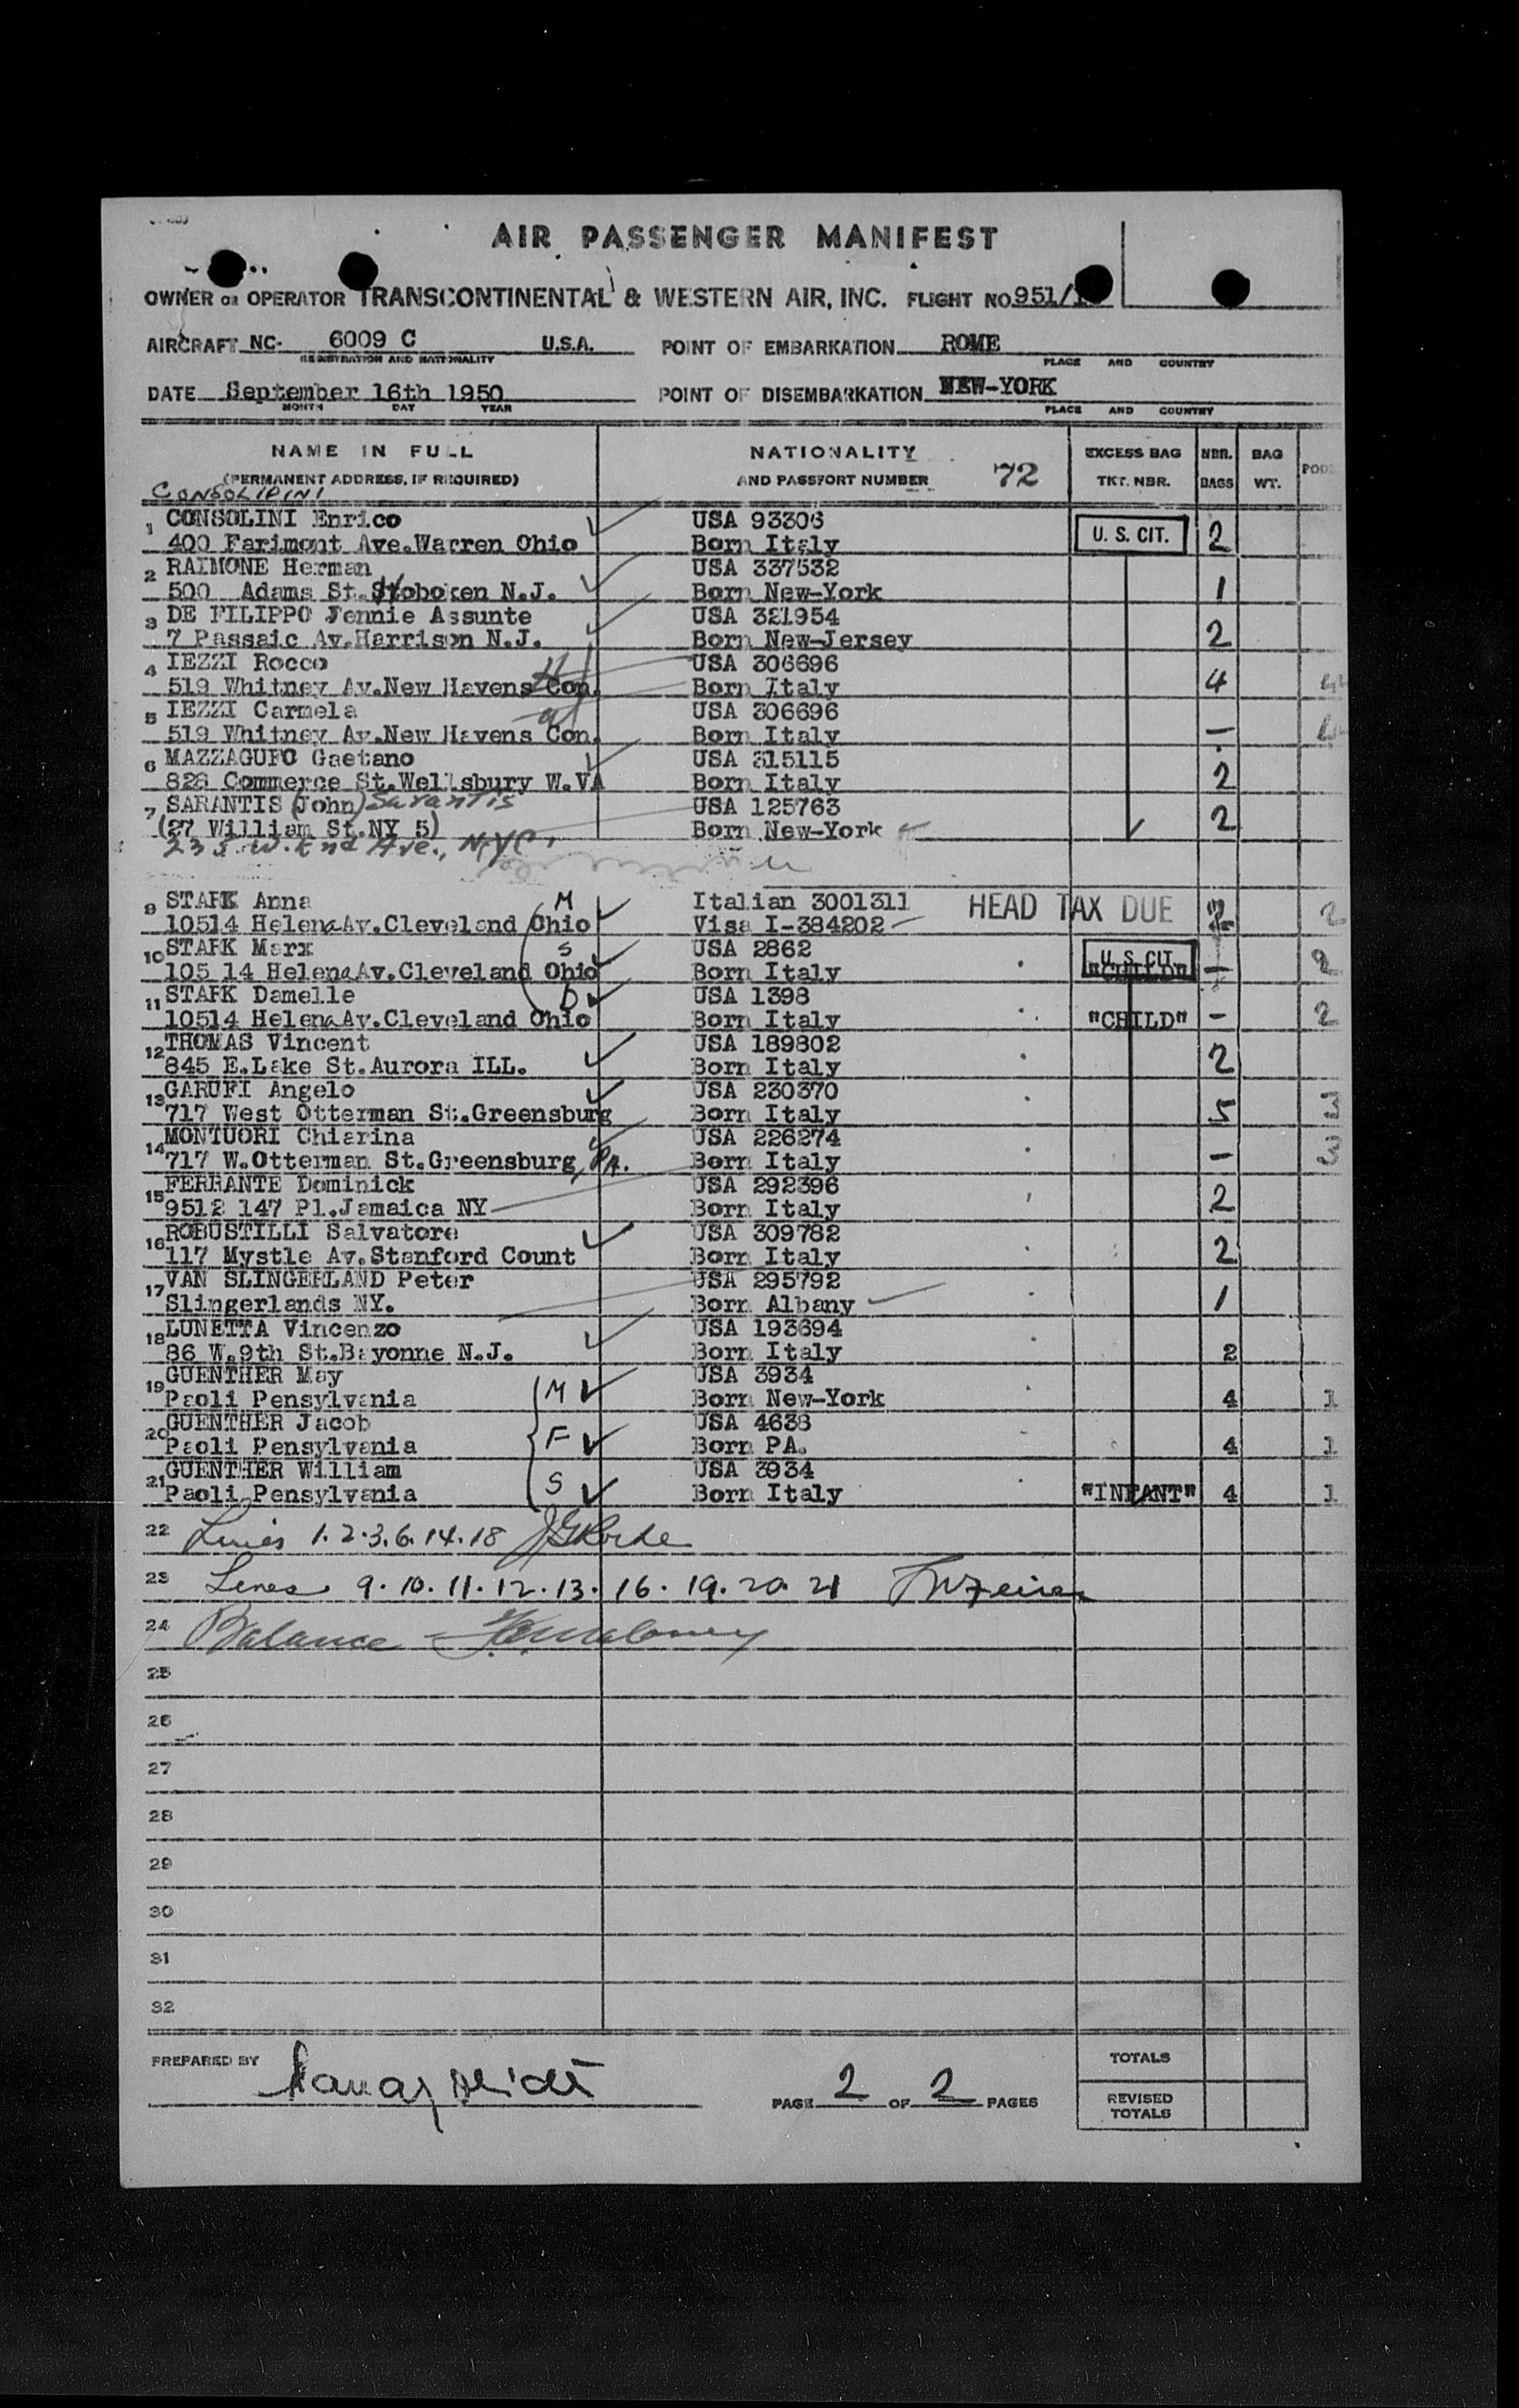 AIR PASSENGER MANIFEST
OWNER OR OPERATOR TRANSCONTINENTAL & WESTERN AIR, INC. FLIGHT NO. 951/1
AIRCRAFT NC- 6009 C U.S.A. POINT OF EMBARKATION ROME
REGISTRATION AND NATIONALITY PLACE AND COUNTRY
DATE September 16th 1950 POINT OF DISEMBARKATION NEW-YORK
MONTH DAY YEAR PLACE AND COUNTRY
NAME IN FULL NATIONALITY EXCESS BAG NBR. BAG
(PERMANENT ADDRESS, IF REQUIRED) AND PASSPORT NUMBER 72 TKT. NBR. BAGS WT. POOL
CONSOLIDINI
1 CONSOLINI Enrico USA 93306 U. S. CIT. 2
400 Farimont Ave.Warren Ohio Born Italy
2 RAIMONE Herman USA 337532
500 Adams St. Hoboken N.J. Born New-York 1
3 DE FILIPPO Jennie Assunte USA 321954
7 Passaic Av.Harrison N.J. Born New-Jersey 2
4 IEZZI Rocco USA 306696
519 Whitney Av.New Havens Con. Born Italy 4 4
5 IEZZI Carmela USA 306696
519 Whitney Av.New Havens Con. Born Italy - 4
6 MAZZAGUFO Gaetano USA 315115
828 Commerce St.Wellsbury W.VA Born Italy 2
7 SARANTIS (John) Sarantis USA 125763
(27 William St.NY 5) Born New-York 2
235 W. End Ave., NYC
9 STARK Anna M Italian 3001311 HEAD TAX DUE
10514 Helena Av.Cleveland Ohio Visa I-384202 2
10 STARK Marx S USA 2862 U. S. CIT.
105 14 Helena Av.Cleveland Ohio Born Italy "CHILD" - 2
11 STARK Damelle D USA 1398
10514 Helena Av.Cleveland Ohio Born Italy "CHILD" - 2
12 THOMAS Vincent USA 189802
845 E.Lake St.Aurora ILL. Born Italy 2
13 GARUFI Angelo USA 230370
717 West Otterman St.Greensburg Born Italy 5 3
14 MONTUORI Chiarina USA 226274
717 W.Otterman St.Greensburg, PA. Born Italy - 3
15 FERRANTE Dominick USA 292396
9512 147 Pl.Jamaica NY Born Italy 2
16 ROBUSTILLI Salvatore USA 309782
117 Mystle Av.Stanford Count Born Italy 2
17 VAN SLINGERLAND Peter USA 295792
Slingerlands NY. Born Albany 1
18 LUNETTA Vincenzo USA 193694
86 W.9th St.Bayonne N.J. Born Italy 2
19 GUENTHER May M USA 3934
Paoli Pensylvania Born New-York 4 1
20 GUENTHER Jacob F USA 4638
Paoli Pensylvania Born PA. 4 1
21 GUENTHER William S USA 3934
Paoli Pensylvania Born Italy "INFANT" 4 1
22 Lines 1.2.3.6.14.18
23 Lines 9.10.11.12.13.16.19.20 21
24 Balance
25
26
27
28
29
30
31
32
PREPARED BY TOTALS
PAGE 2 OF 2 PAGES REVISED TOTALS